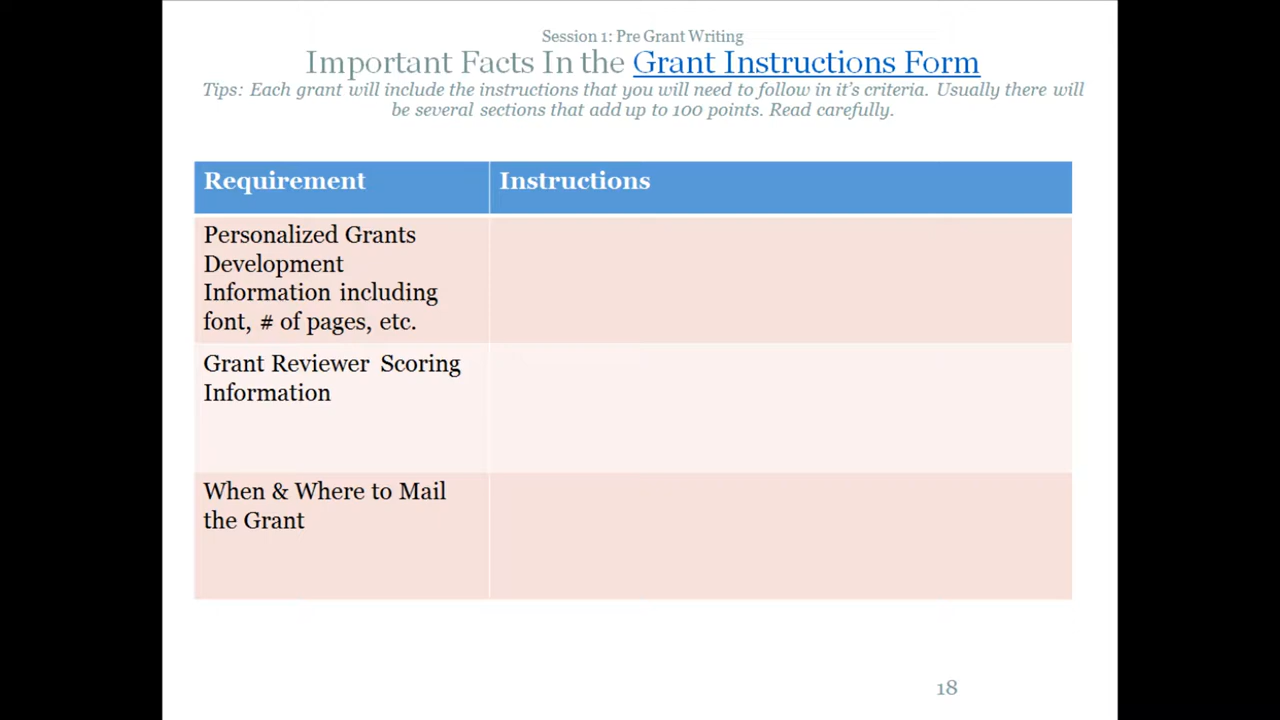 Session 1: Pre Grant Writing
Important Facts In the Grant Instructions Form
Tips: Each grant will include the instructions that you will need to follow in it's criteria. Usually there will
be several sections that add up to 100 points. Read carefully.
Requirement
Instructions
Personalized Grants
Development
Information including
font, # of pages, etc.
Grant Reviewer Scoring
Information
When & Where to Mail
the Grant
18